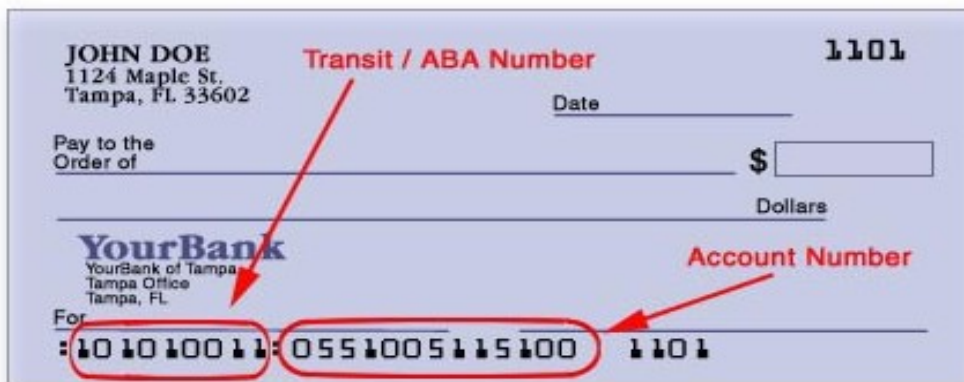 JOHN DOE
1124 Maple St.
Tampa, FL 33602
Transit / ABA Number
1101
Date
Pay to the
Order of
$
Dollars
YourBank
YourBank of Tampa
Tampa Office
Tampa, FL
Account Number
For
:101010011: 0551005115100 1101